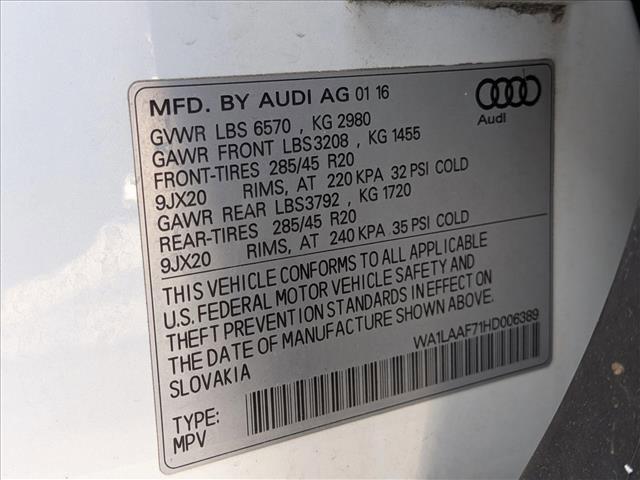 MFD. BY AUDI AG 01 16
GVWR LBS 6570 , KG 2980
GAWR FRONT LBS3208 , KG 1455
FRONT-TIRES 285/45 R20
9JX20 RIMS, AT 220 KPA 32 PSI COLD
GAWR REAR LBS3792 , KG 1720
REAR-TIRES 285/45 R20
9JX20 RIMS, AT 240 KPA 35 PSI COLD
THIS VEHICLE CONFORMS TO ALL APPLICABLE
U.S. FEDERAL MOTOR VEHICLE SAFETY AND
THEFT PREVENTION STANDARDS IN EFFECT ON
THE DATE OF MANUFACTURE SHOWN ABOVE.
SLOVAKIA
WA1LAAF71HD006389
TYPE:
MPV
Audi